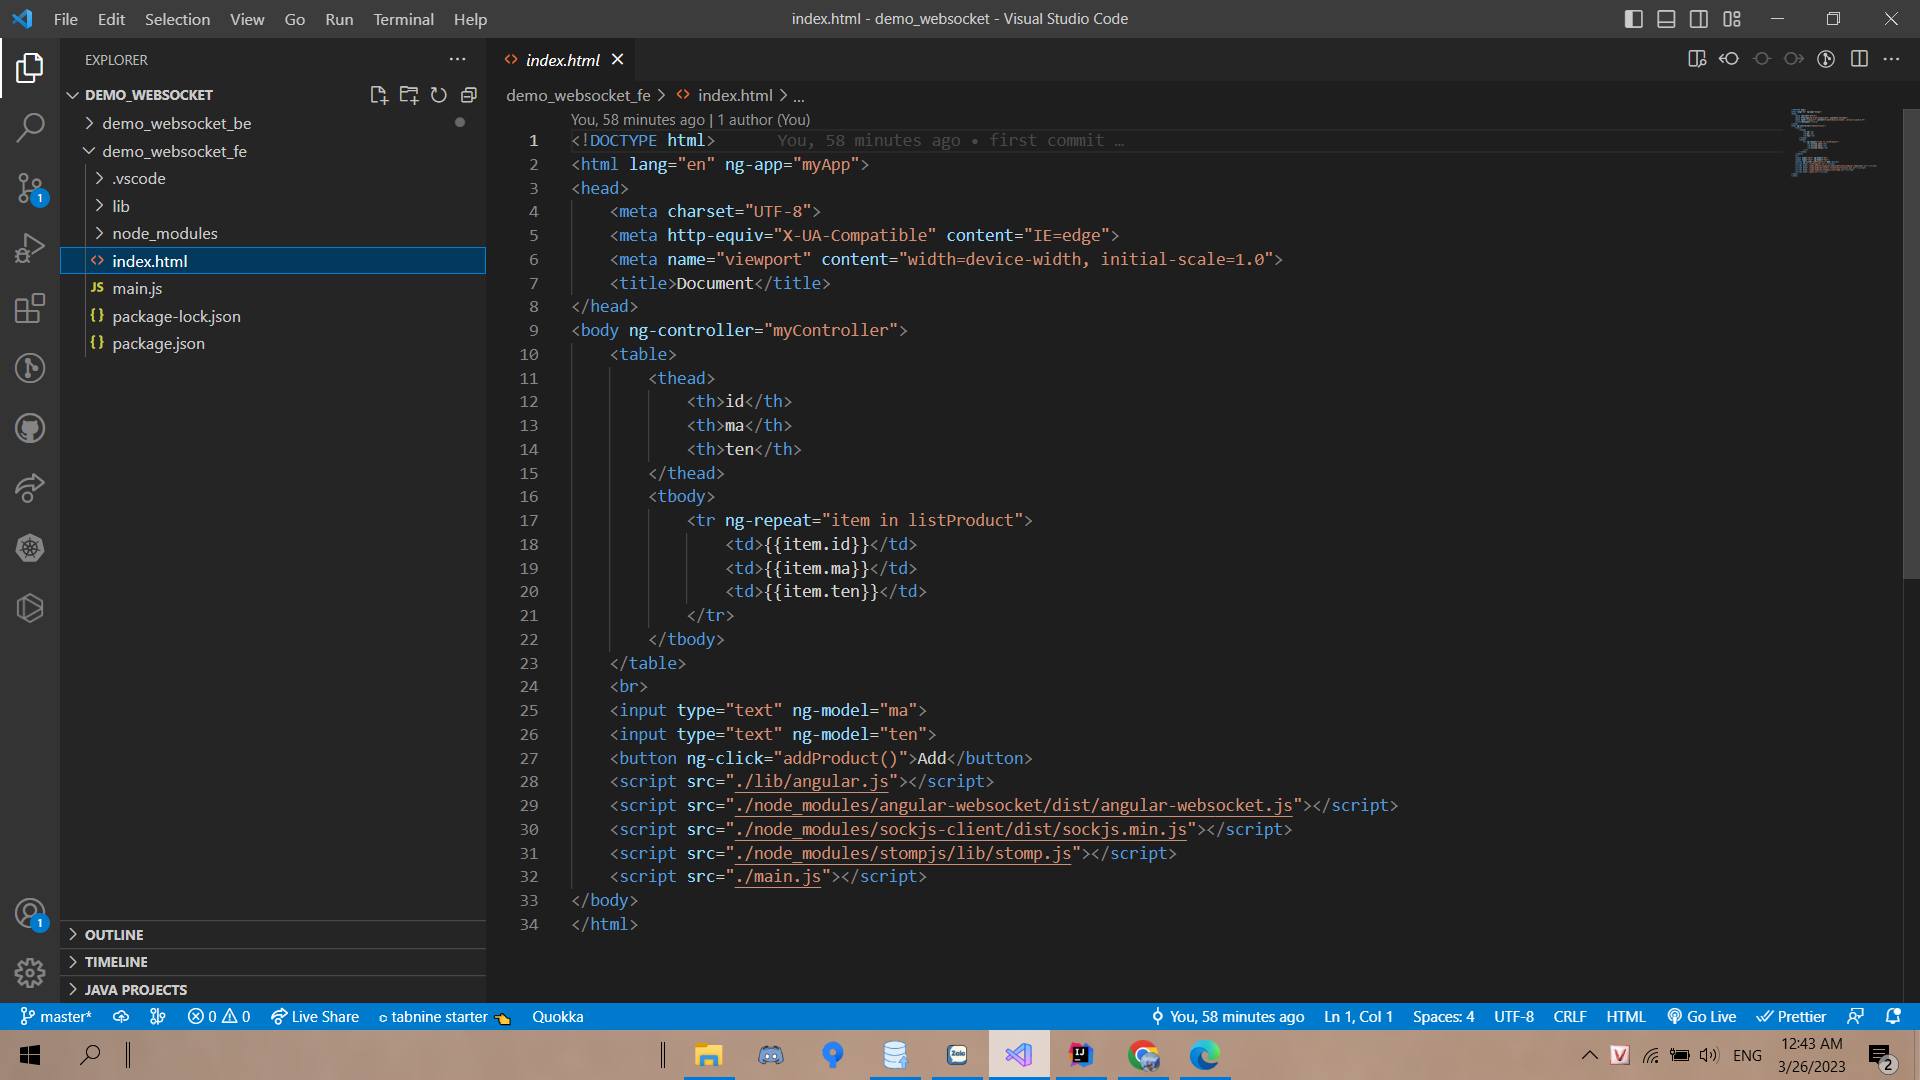 File Edit Selection View Go Run Terminal Help
index.html - demo_websocket - Visual Studio Code
EXPLORER
DEMO_WEBSOCKET
demo_websocket_be
demo_websocket_fe
.vscode
lib
node_modules
index.html
JS main.js
{} package-lock.json
{} package.json
OUTLINE
TIMELINE
JAVA PROJECTS
1
1
index.html
demo_websocket_fe > index.html > ...
You, 58 minutes ago | 1 author (You)
1 <!DOCTYPE html> You, 58 minutes ago • first commit …
2 <html lang="en" ng-app="myApp">
3 <head>
4 <meta charset="UTF-8">
5 <meta http-equiv="X-UA-Compatible" content="IE=edge">
6 <meta name="viewport" content="width=device-width, initial-scale=1.0">
7 <title>Document</title>
8 </head>
9 <body ng-controller="myController">
10 <table>
11 <thead>
12 <th>id</th>
13 <th>ma</th>
14 <th>ten</th>
15 </thead>
16 <tbody>
17 <tr ng-repeat="item in listProduct">
18 <td>{{item.id}}</td>
19 <td>{{item.ma}}</td>
20 <td>{{item.ten}}</td>
21 </tr>
22 </tbody>
23 </table>
24 <br>
25 <input type="text" ng-model="ma">
26 <input type="text" ng-model="ten">
27 <button ng-click="addProduct()">Add</button>
28 <script src="./lib/angular.js"></script>
29 <script src="./node_modules/angular-websocket/dist/angular-websocket.js"></script>
30 <script src="./node_modules/sockjs-client/dist/sockjs.min.js"></script>
31 <script src="./node_modules/stompjs/lib/stomp.js"></script>
32 <script src="./main.js"></script>
33 </body>
34 </html>
master* 0 0 Live Share tabnine starter Quokka You, 58 minutes ago Ln 1, Col 1 Spaces: 4 UTF-8 CRLF HTML Go Live Prettier
Zalo IJ V ENG
12:43 AM
3/26/2023
2